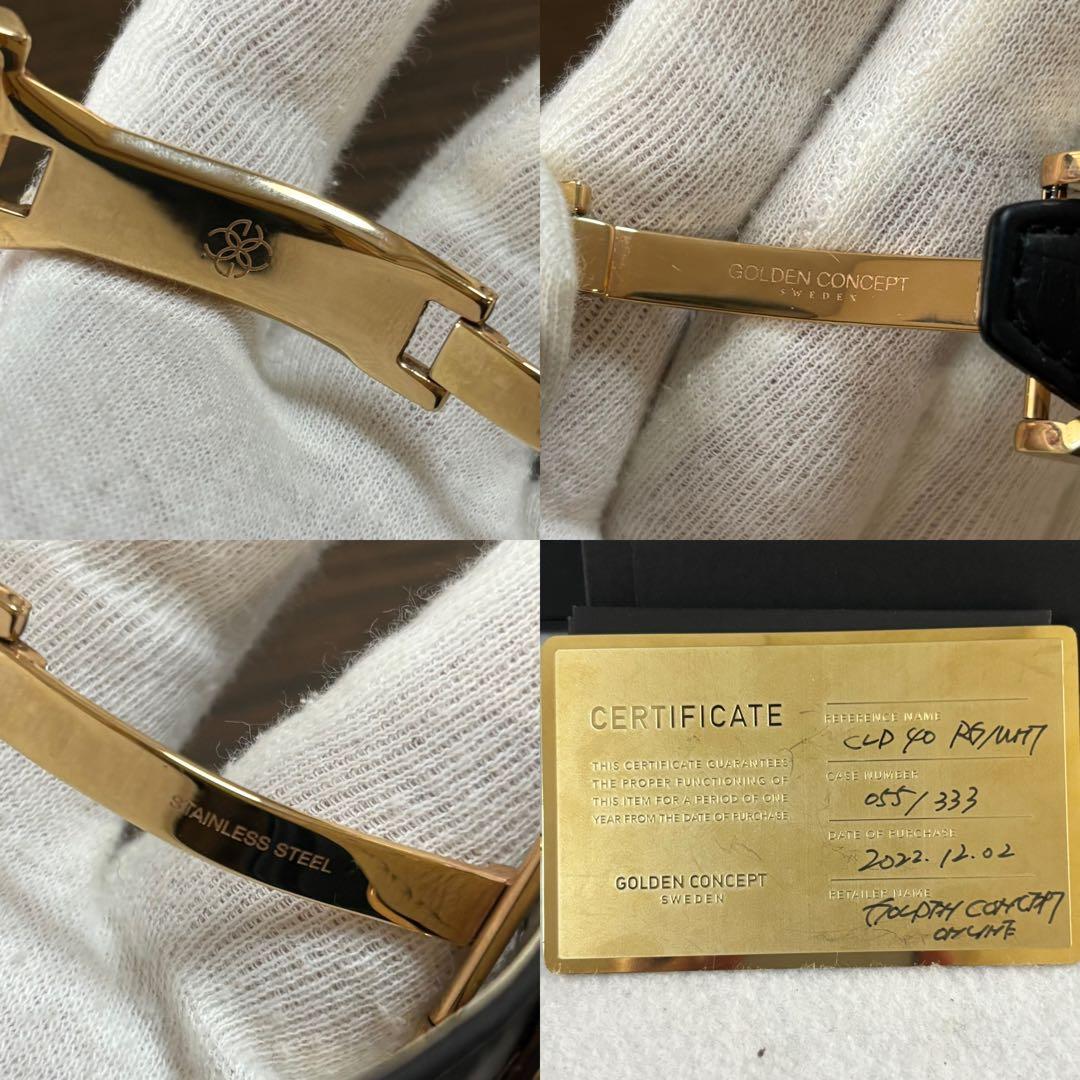 GOLDEN CONCEPT
SWEDEN
STAINLESS STEEL
CERTIFICATE
THIS CERTIFICATE GUARANTEES
THE PROPER FUNCTIONING OF
THIS ITEM FOR A PERIOD OF ONE
YEAR FROM THE DATE OF PURCHASE
GOLDEN CONCEPT
SWEDEN
REFERENCE NAME
CLD 40 RG/WHT
CASE NUMBER
055/333
DATE OF PURCHASE
2022.12.02
RETAILER NAME
GOLDEN CONCEPT
ONLINE